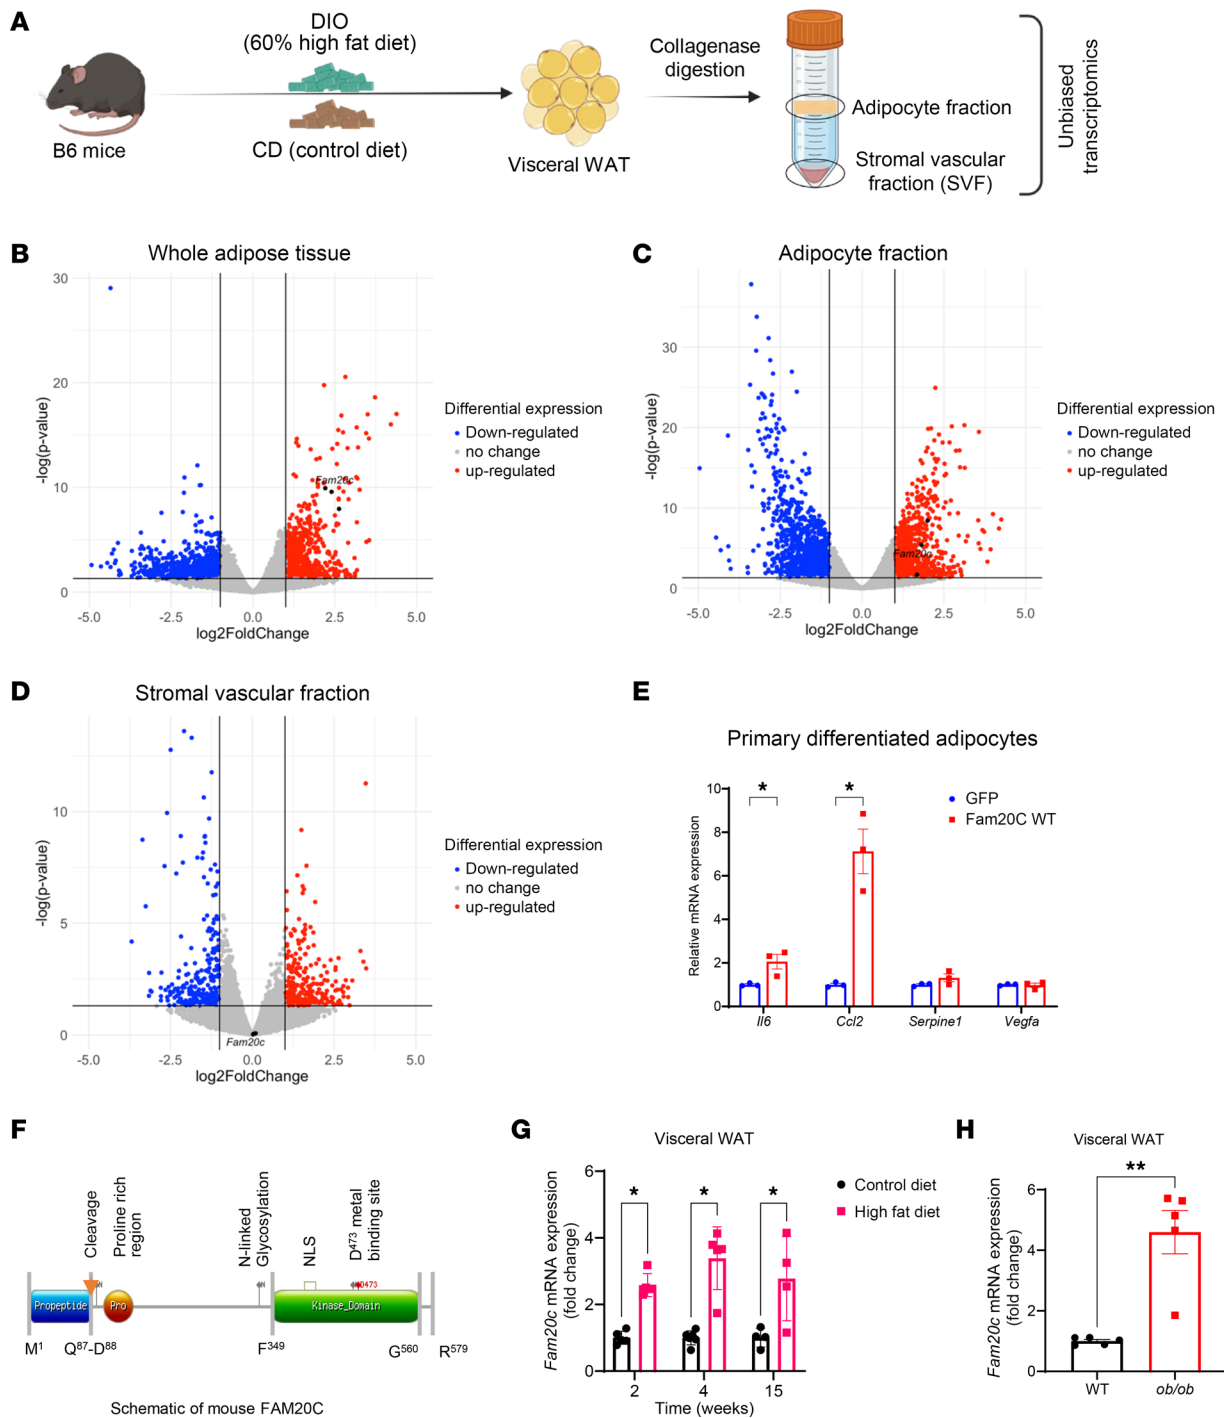 A
DIO
(60% high fat diet)
B6 mice
CD (control diet)
Visceral WAT
Collagenase
digestion
Adipocyte fraction
Stromal vascular
fraction (SVF)
Unbiased
transcriptomics
B
Whole adipose tissue
-log(p-value)
30
20
10
0
Fam20c
-5.0
-2.5
0.0
2.5
5.0
log2FoldChange
Differential expression
Down-regulated
no change
up-regulated
C
Adipocyte fraction
-log(p-value)
30
20
10
0
Fam20c
-5.0
-2.5
0.0
2.5
5.0
log2FoldChange
Differential expression
Down-regulated
no change
up-regulated
D
Stromal vascular fraction
-log(p-value)
10
5
0
Fam20c
-5.0
-2.5
0.0
2.5
5.0
log2FoldChange
Differential expression
Down-regulated
no change
up-regulated
E
Primary differentiated adipocytes
Relative mRNA expression
10
8
6
4
2
0
*
*
GFP
Fam20C WT
Il6
Ccl2
Serpine1
Vegfa
F
Cleavage
Proline rich
region
N-linked
Glycosylation
NLS
D473 metal
binding site
N
N
D473
Propeptide
Pro
Kinase_Domain
M1
Q87-D88
F349
G560
R579
Schematic of mouse FAM20C
G
Visceral WAT
Fam20c mRNA expression
(fold change)
6
4
2
0
*
*
*
Control diet
High fat diet
2
4
15
Time (weeks)
H
Visceral WAT
Fam20c mRNA expression
(fold change)
6
4
2
0
**
WT
ob/ob